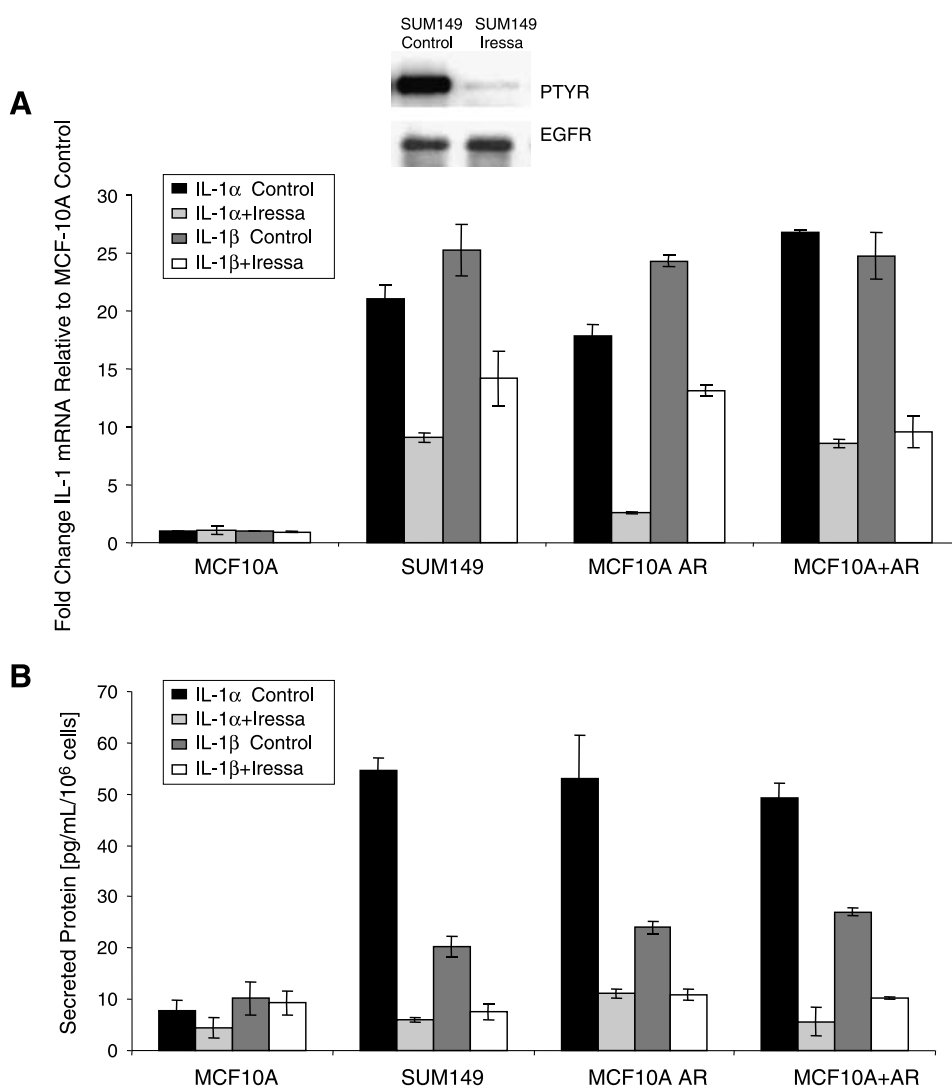 SUM149 SUM149
Control Iressa
PTYR
EGFR
A
Fold Change IL-1 mRNA Relative to MCF-10A Control
IL-1α Control
IL-1α+Iressa
IL-1β Control
IL-1β+Iressa
30
25
20
15
10
5
0
MCF10A SUM149 MCF10A AR MCF10A+AR
B
Secreted Protein [pg/mL/10⁶ cells]
IL-1α Control
IL-1α+Iressa
IL-1β Control
IL-1β+Iressa
70
60
50
40
30
20
10
0
MCF10A SUM149 MCF10A AR MCF10A+AR